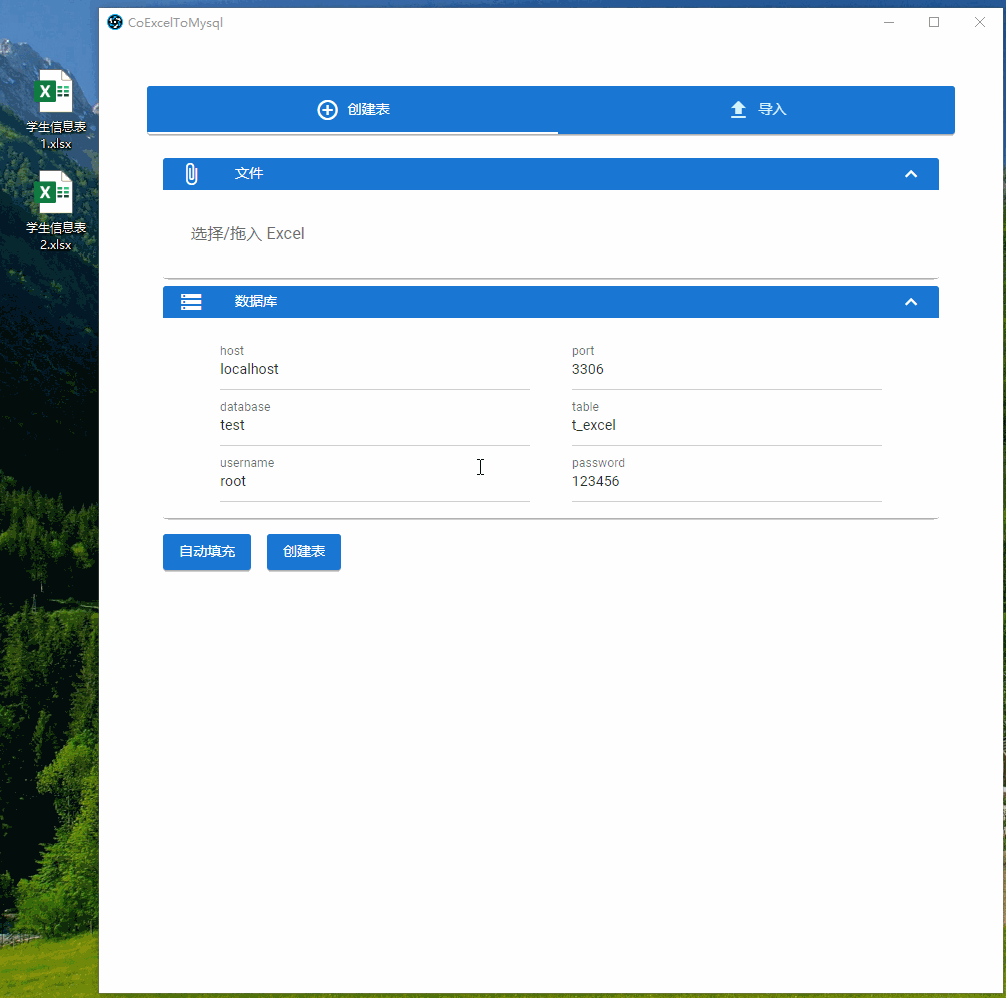 CoExcelToMysql
学生信息表
1.xlsx
学生信息表
2.xlsx
创建表
导入
文件
选择/拖入 Excel
数据库
host
localhost
port
3306
database
test
table
t_excel
username
root
password
123456
自动填充
创建表